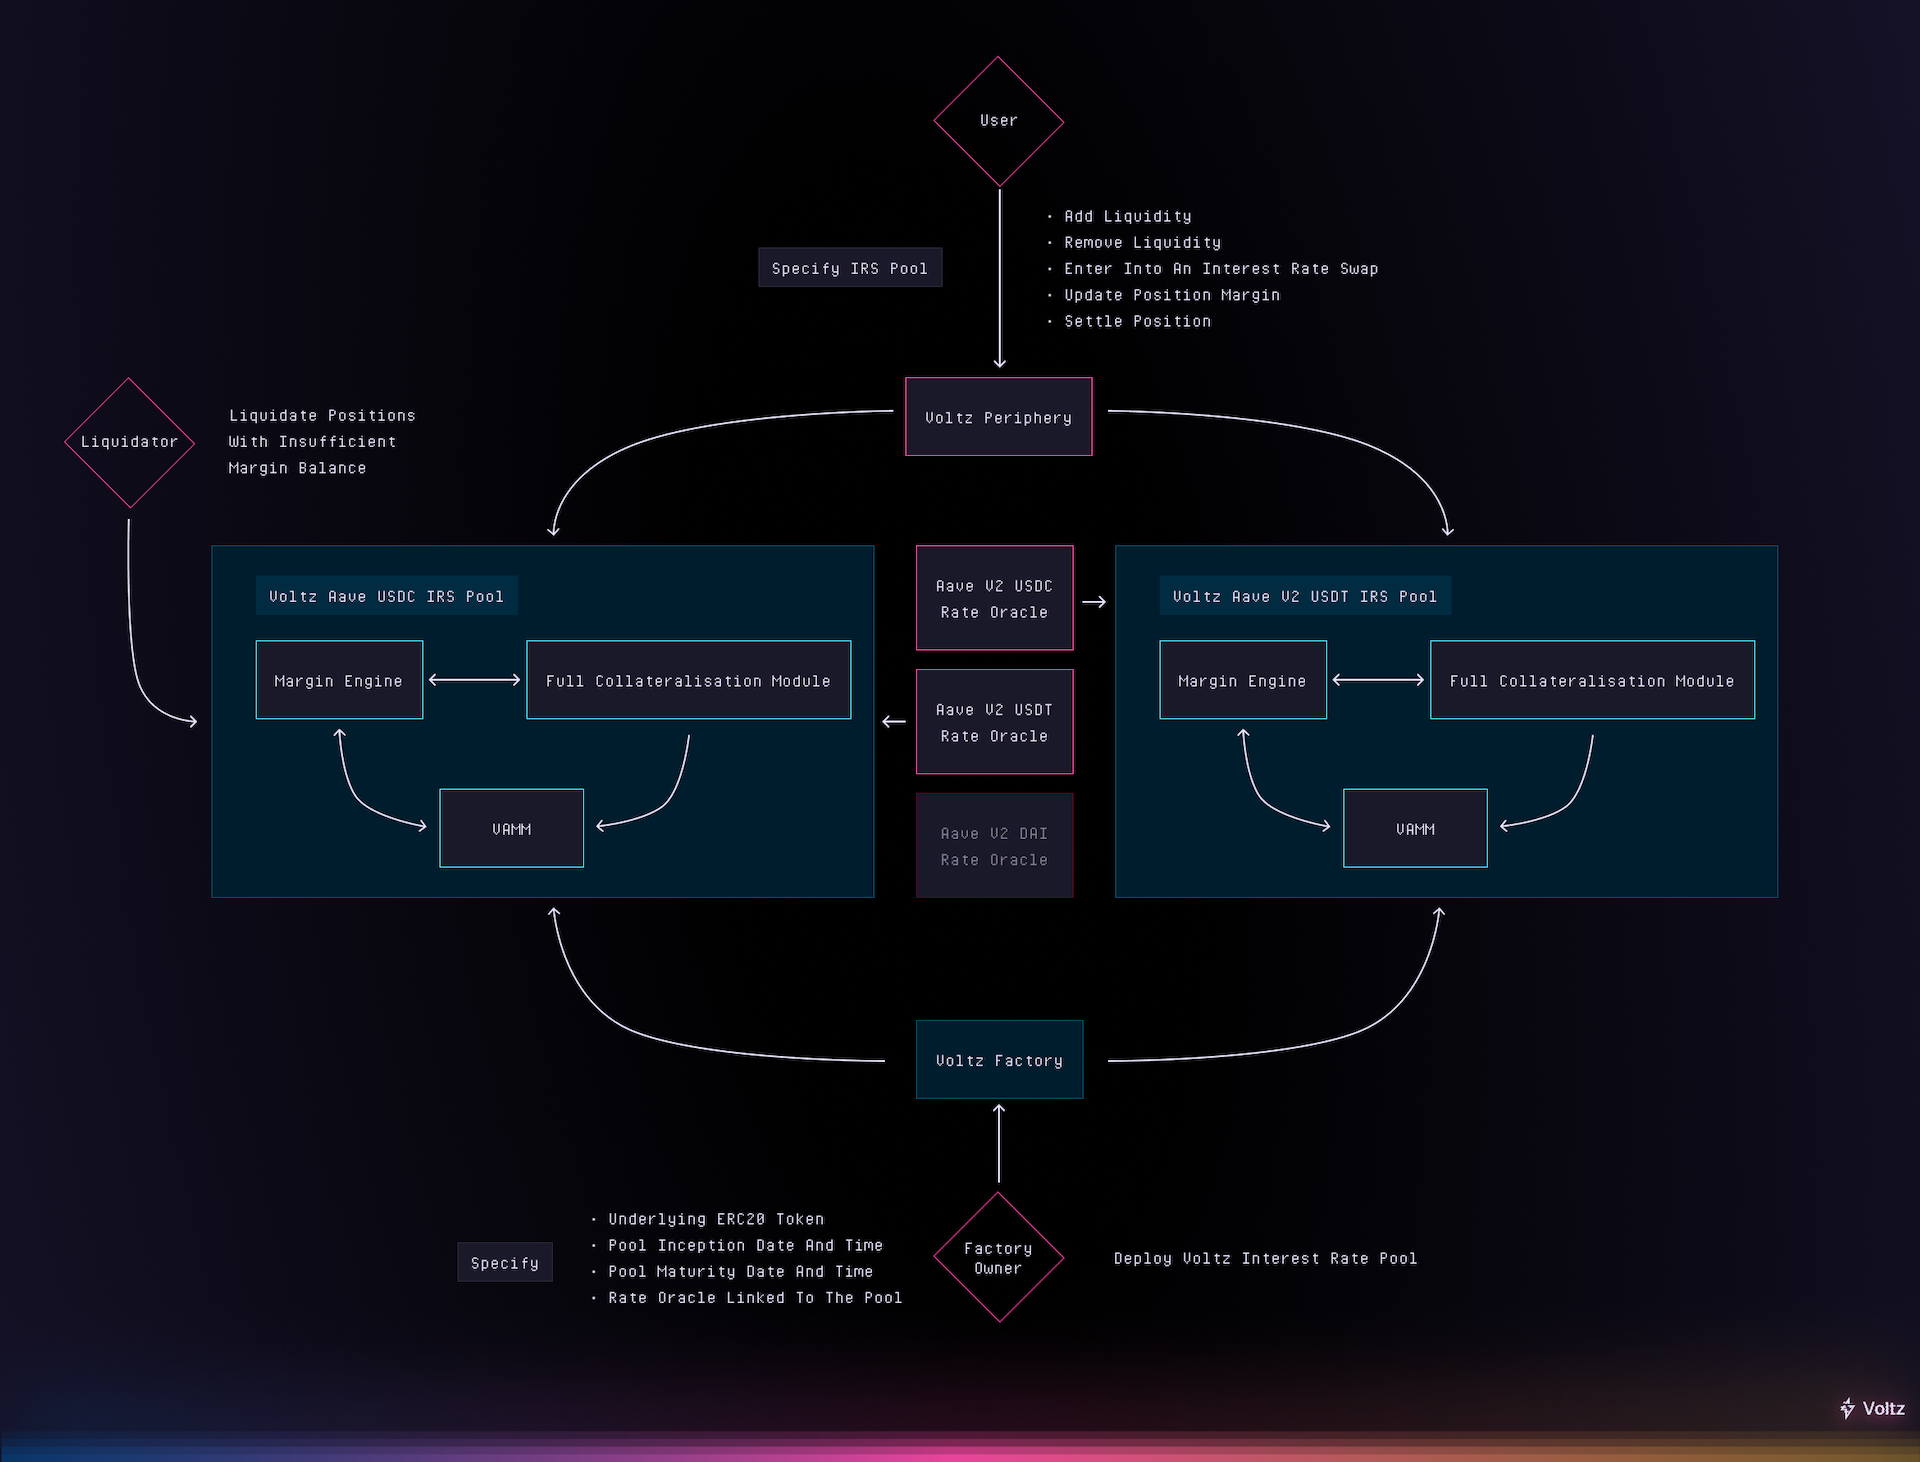 User
Specify IRS Pool
· Add Liquidity
· Remove Liquidity
· Enter Into An Interest Rate Swap
· Update Position Margin
· Settle Position
Voltz Periphery
Liquidator
Liquidate Positions
With Insufficient
Margin Balance
Voltz Aave USDC IRS Pool
Margin Engine
Full Collateralisation Module
VAMM
Aave V2 USDC
Rate Oracle
Aave V2 USDT
Rate Oracle
Aave V2 DAI
Rate Oracle
Voltz Aave V2 USDT IRS Pool
Margin Engine
Full Collateralisation Module
VAMM
Voltz Factory
Specify
· Underlying ERC20 Token
· Pool Inception Date And Time
· Pool Maturity Date And Time
· Rate Oracle Linked To The Pool
Factory
Owner
Deploy Voltz Interest Rate Pool
Voltz